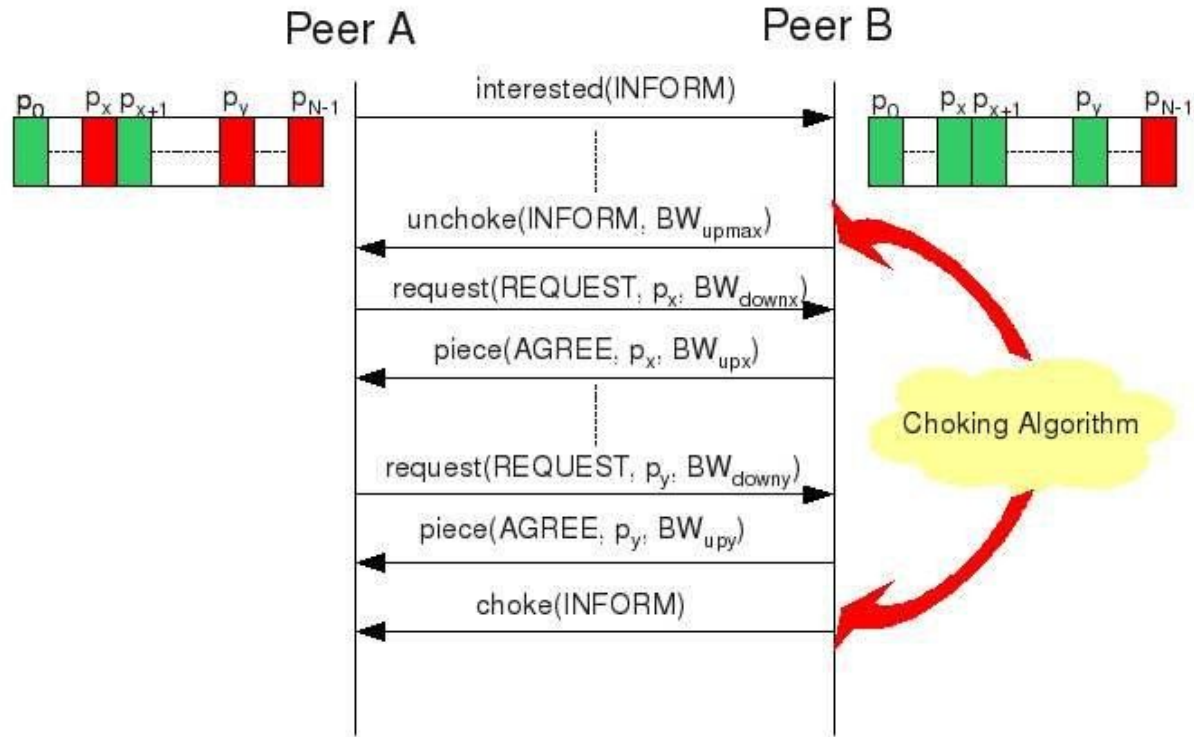 Peer A
Peer B
p0 px px+1 py pN-1
interested(INFORM)
p0 px px+1 py pN-1
unchoke(INFORM, BWupmax)
request(REQUEST, px, BWdownx)
piece(AGREE, px, BWupx)
Choking Algorithm
request(REQUEST, py, BWdowny)
piece(AGREE, py, BWupy)
choke(INFORM)